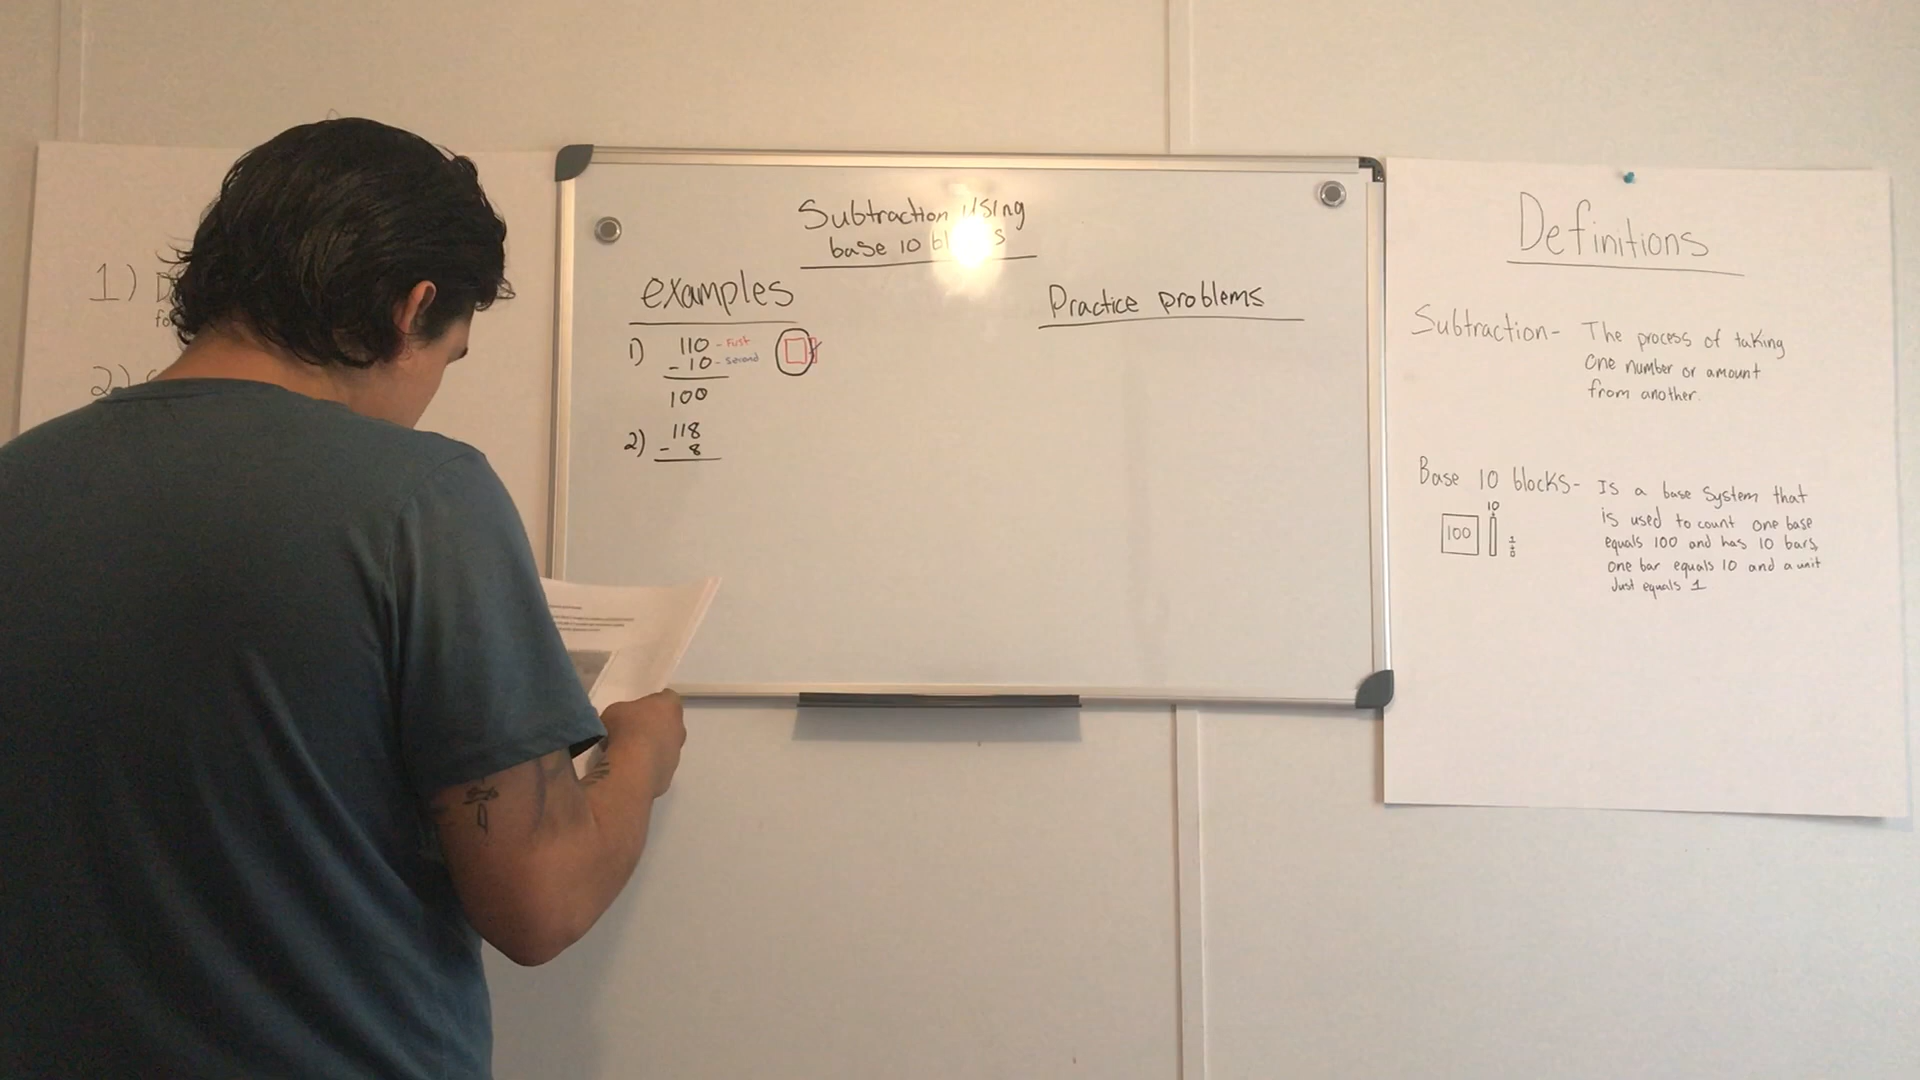 1)
2)
Subtraction Using
base 10
examples
1) 110 - First
- 10 - Second
100
2) 118
- 8
Practice problems
Definitions
Subtraction- The process of taking
one number or amount
from another.
Base 10 blocks- Is a base System that
is used to count one base
equals 100 and has 10 bars,
one bar equals 10 and a unit
Just equals 1
100
10
1